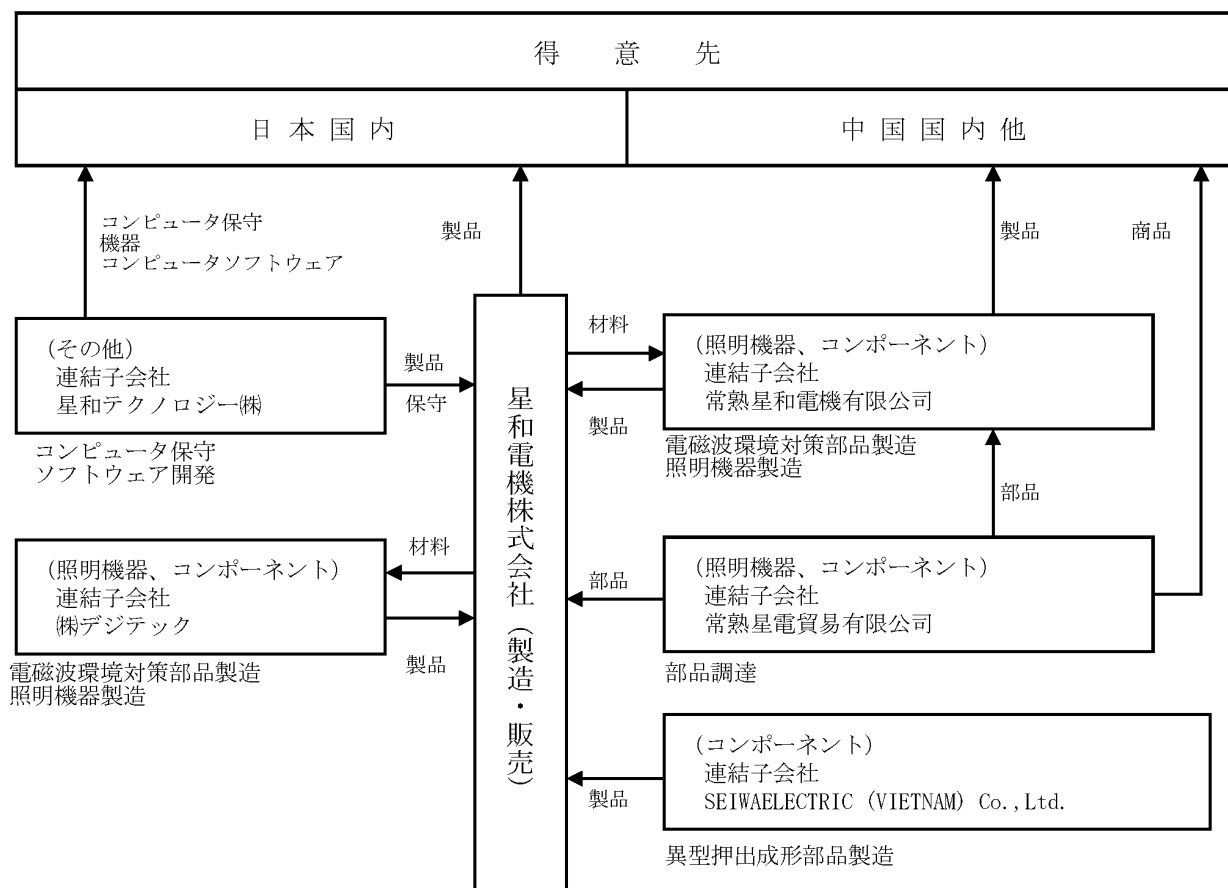 得意先
日本国内
中国国内他
コンピュータ保守
機器
コンピュータソフトウェア
製品
製品
商品
(その他)
連結子会社
星和テクノロジー㈱
コンピュータ保守
ソフトウェア開発
製品
保守
星和電機株式会社(製造・販売)
材料
製品
(照明機器、コンポーネント)
連結子会社
常熟星和電機有限公司
電磁波環境対策部品製造
照明機器製造
部品
(照明機器、コンポーネント)
連結子会社
㈱デジテック
電磁波環境対策部品製造
照明機器製造
材料
製品
部品
(照明機器、コンポーネント)
連結子会社
常熟星電貿易有限公司
部品調達
製品
(コンポーネント)
連結子会社
SEIWAELECTRIC (VIETNAM) Co.,Ltd.
異型押出成形部品製造